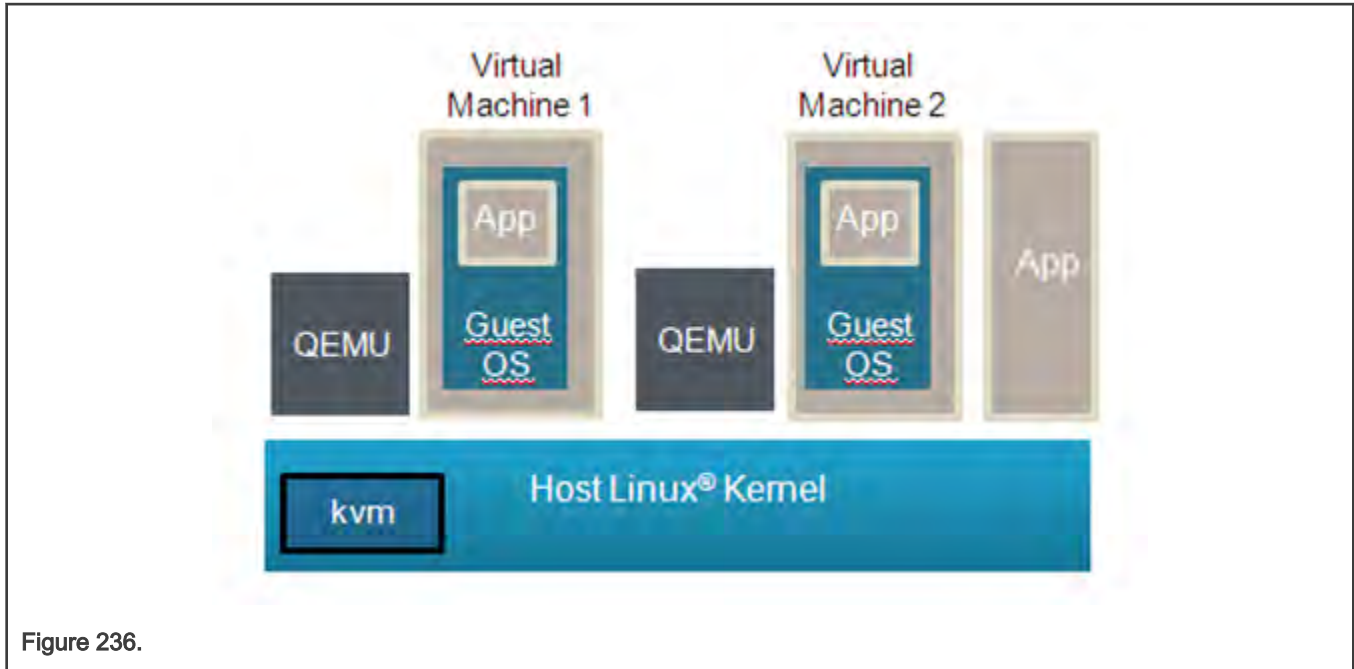 Virtual
Machine 1
Virtual
Machine 2
App
App
App
QEMU
Guest
OS
QEMU
Guest
OS
kvm
Host Linux® Kernel
Figure 236.